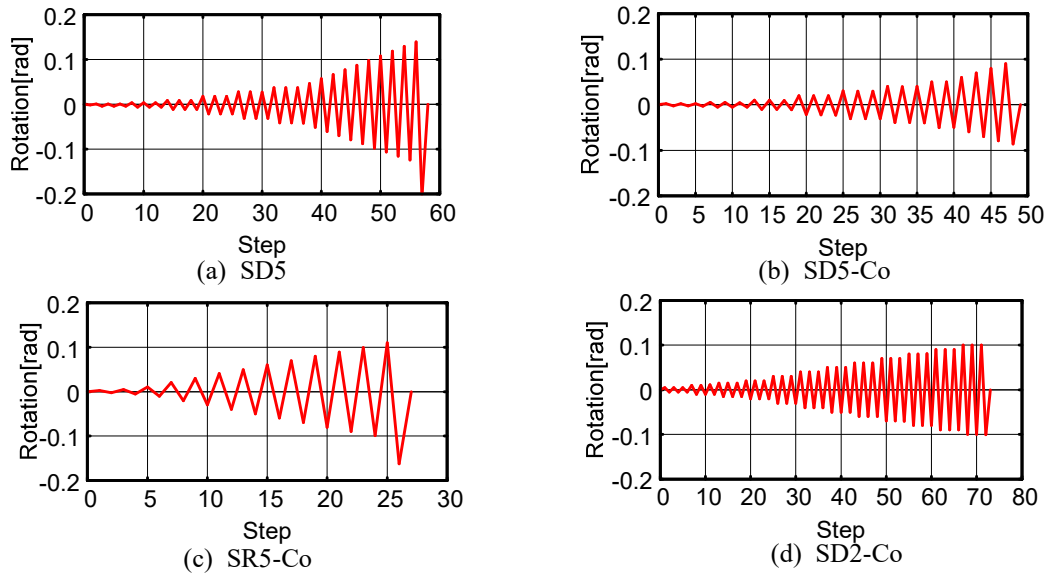 0.2
0.1
0
-0.1
-0.2
Rotation[rad]
0 10 20 30 40 50 60
Step
(a) SD5
0.2
0.1
0
-0.1
-0.2
Rotation[rad]
0 5 10 15 20 25 30 35 40 45 50
Step
(b) SD5-Co
0.2
0.1
0
-0.1
-0.2
Rotation[rad]
0 5 10 15 20 25 30
Step
(c) SR5-Co
0.2
0.1
0
-0.1
-0.2
Rotation[rad]
0 10 20 30 40 50 60 70 80
Step
(d) SD2-Co